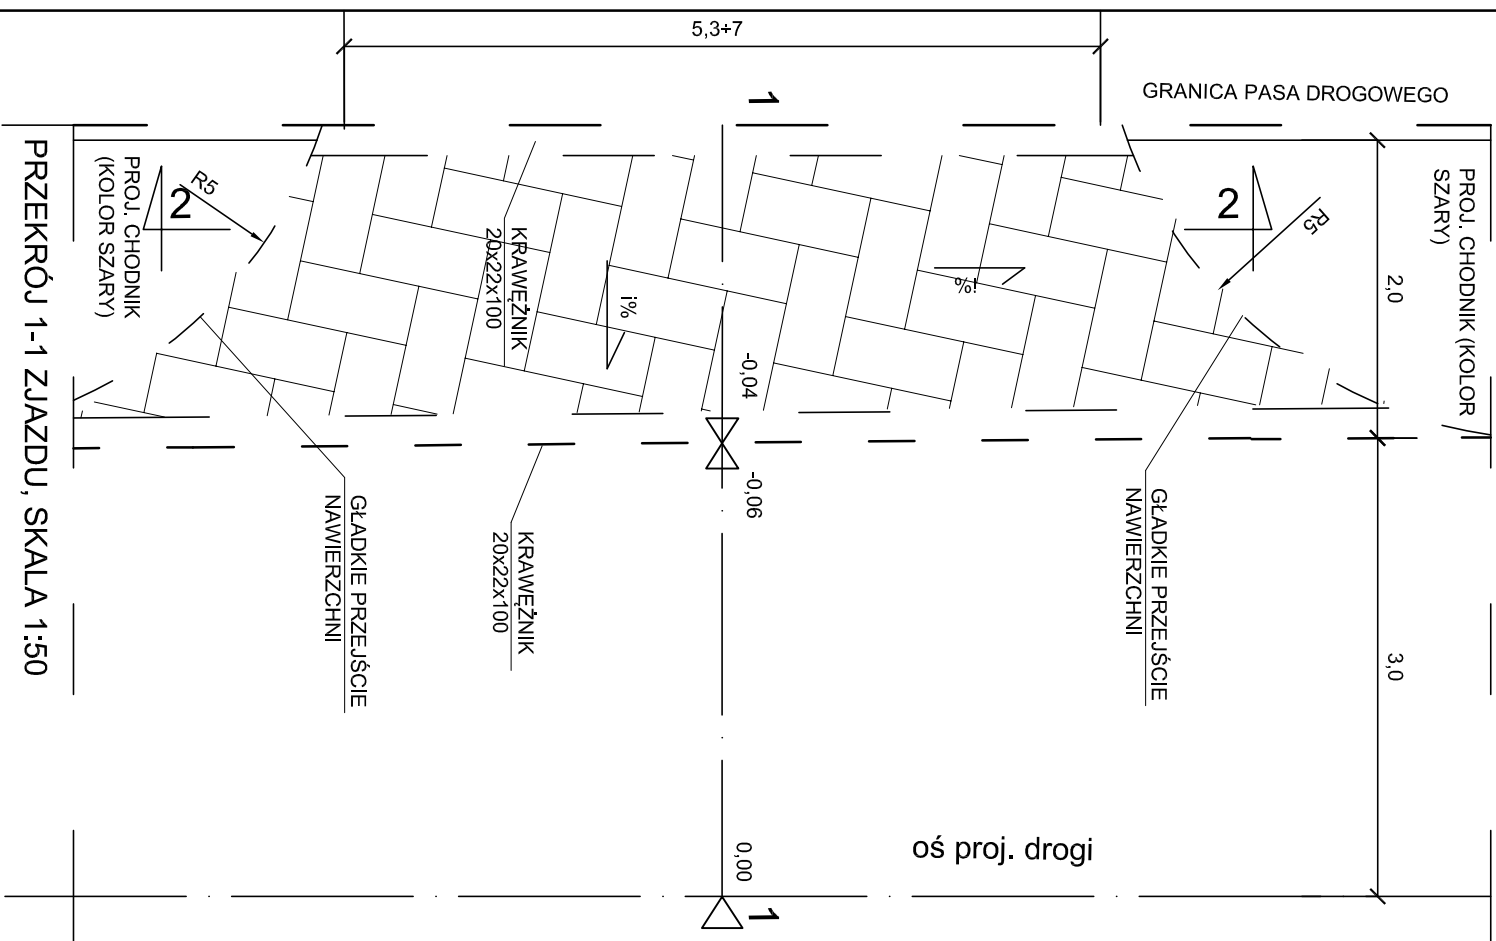 5,3÷7
1
GRANICA PASA DROGOWEGO
PROJ. CHODNIK
(KOLOR SZARY)
2
R5
KRAWĘŻNIK
20x22x100
i%
i%
2
R5
PROJ. CHODNIK (KOLOR
SZARY)
2,0
-0,04
-0,06
GŁADKIE PRZEJŚCIE
NAWIERZCHNI
KRAWĘŻNIK
20x22x100
GŁADKIE PRZEJŚCIE
NAWIERZCHNI
3,0
oś proj. drogi
0,00
1
PRZEKRÓJ 1-1 ZJAZDU, SKALA 1:50